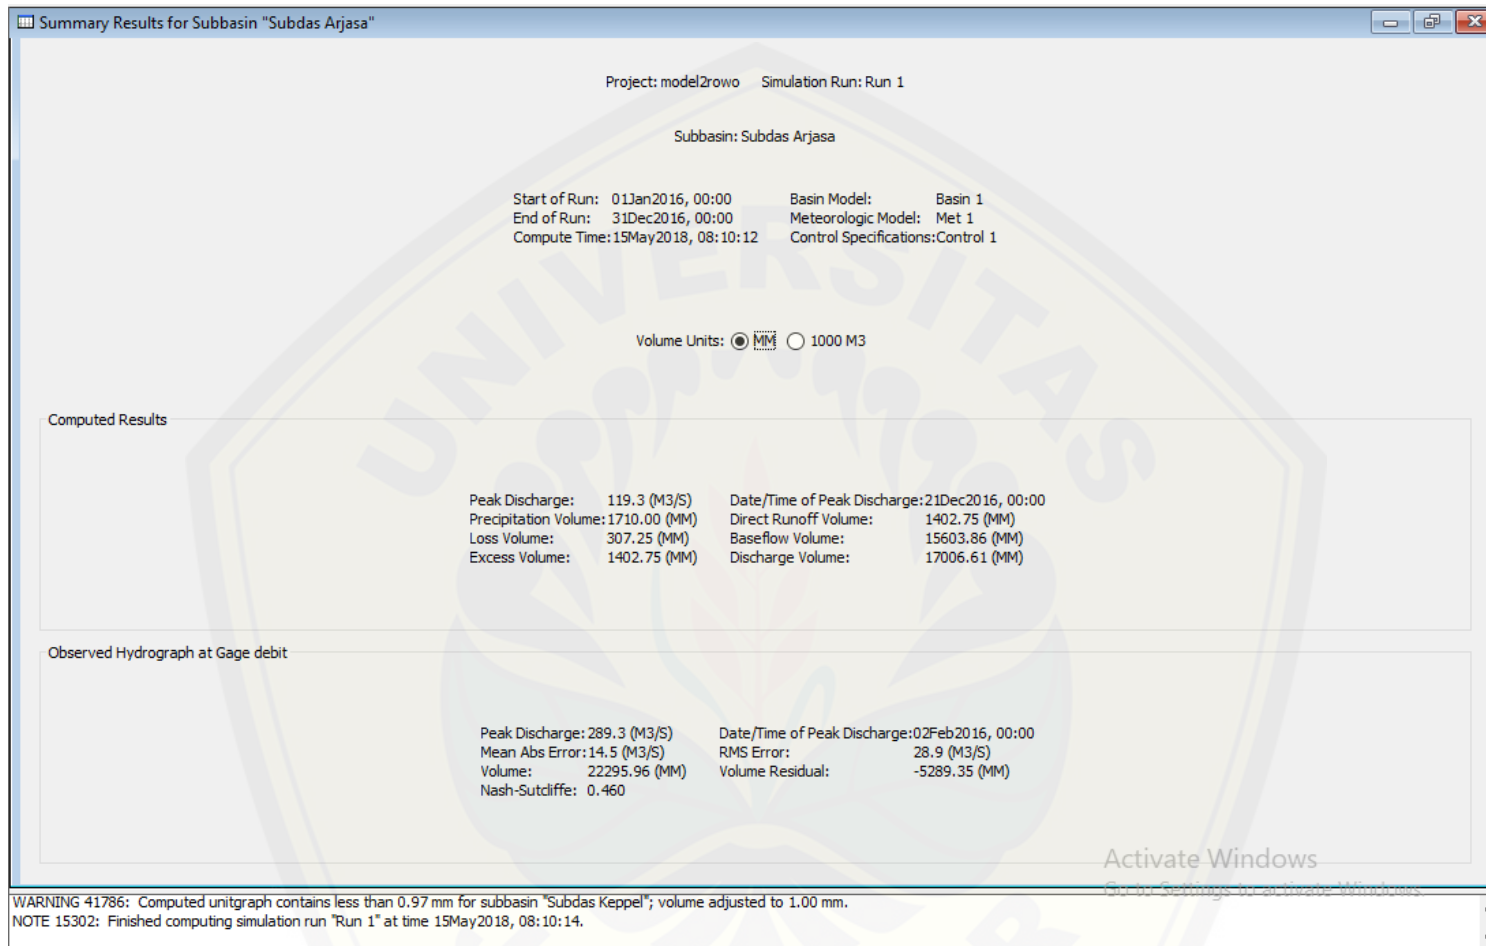 Summary Results for Subbasin "Subdas Arjasa"
Project: model2rowo Simulation Run: Run 1
Subbasin: Subdas Arjasa
Start of Run: 01Jan2016, 00:00 Basin Model: Basin 1
End of Run: 31Dec2016, 00:00 Meteorologic Model: Met 1
Compute Time:15May2018, 08:10:12 Control Specifications:Control 1
UNIVERSITAS
Volume Units: MM 1000 M3
Computed Results
Peak Discharge: 119.3 (M3/S) Date/Time of Peak Discharge:21Dec2016, 00:00
Precipitation Volume:1710.00 (MM) Direct Runoff Volume: 1402.75 (MM)
Loss Volume: 307.25 (MM) Baseflow Volume: 15603.86 (MM)
Excess Volume: 1402.75 (MM) Discharge Volume: 17006.61 (MM)
Observed Hydrograph at Gage debit
Peak Discharge:289.3 (M3/S) Date/Time of Peak Discharge:02Feb2016, 00:00
Mean Abs Error:14.5 (M3/S) RMS Error: 28.9 (M3/S)
Volume: 22295.96 (MM) Volume Residual: -5289.35 (MM)
Nash-Sutcliffe: 0.460
Activate Windows
Go to Settings to activate Windows.
WARNING 41786: Computed unitgraph contains less than 0.97 mm for subbasin "Subdas Keppel"; volume adjusted to 1.00 mm.
NOTE 15302: Finished computing simulation run "Run 1" at time 15May2018, 08:10:14.